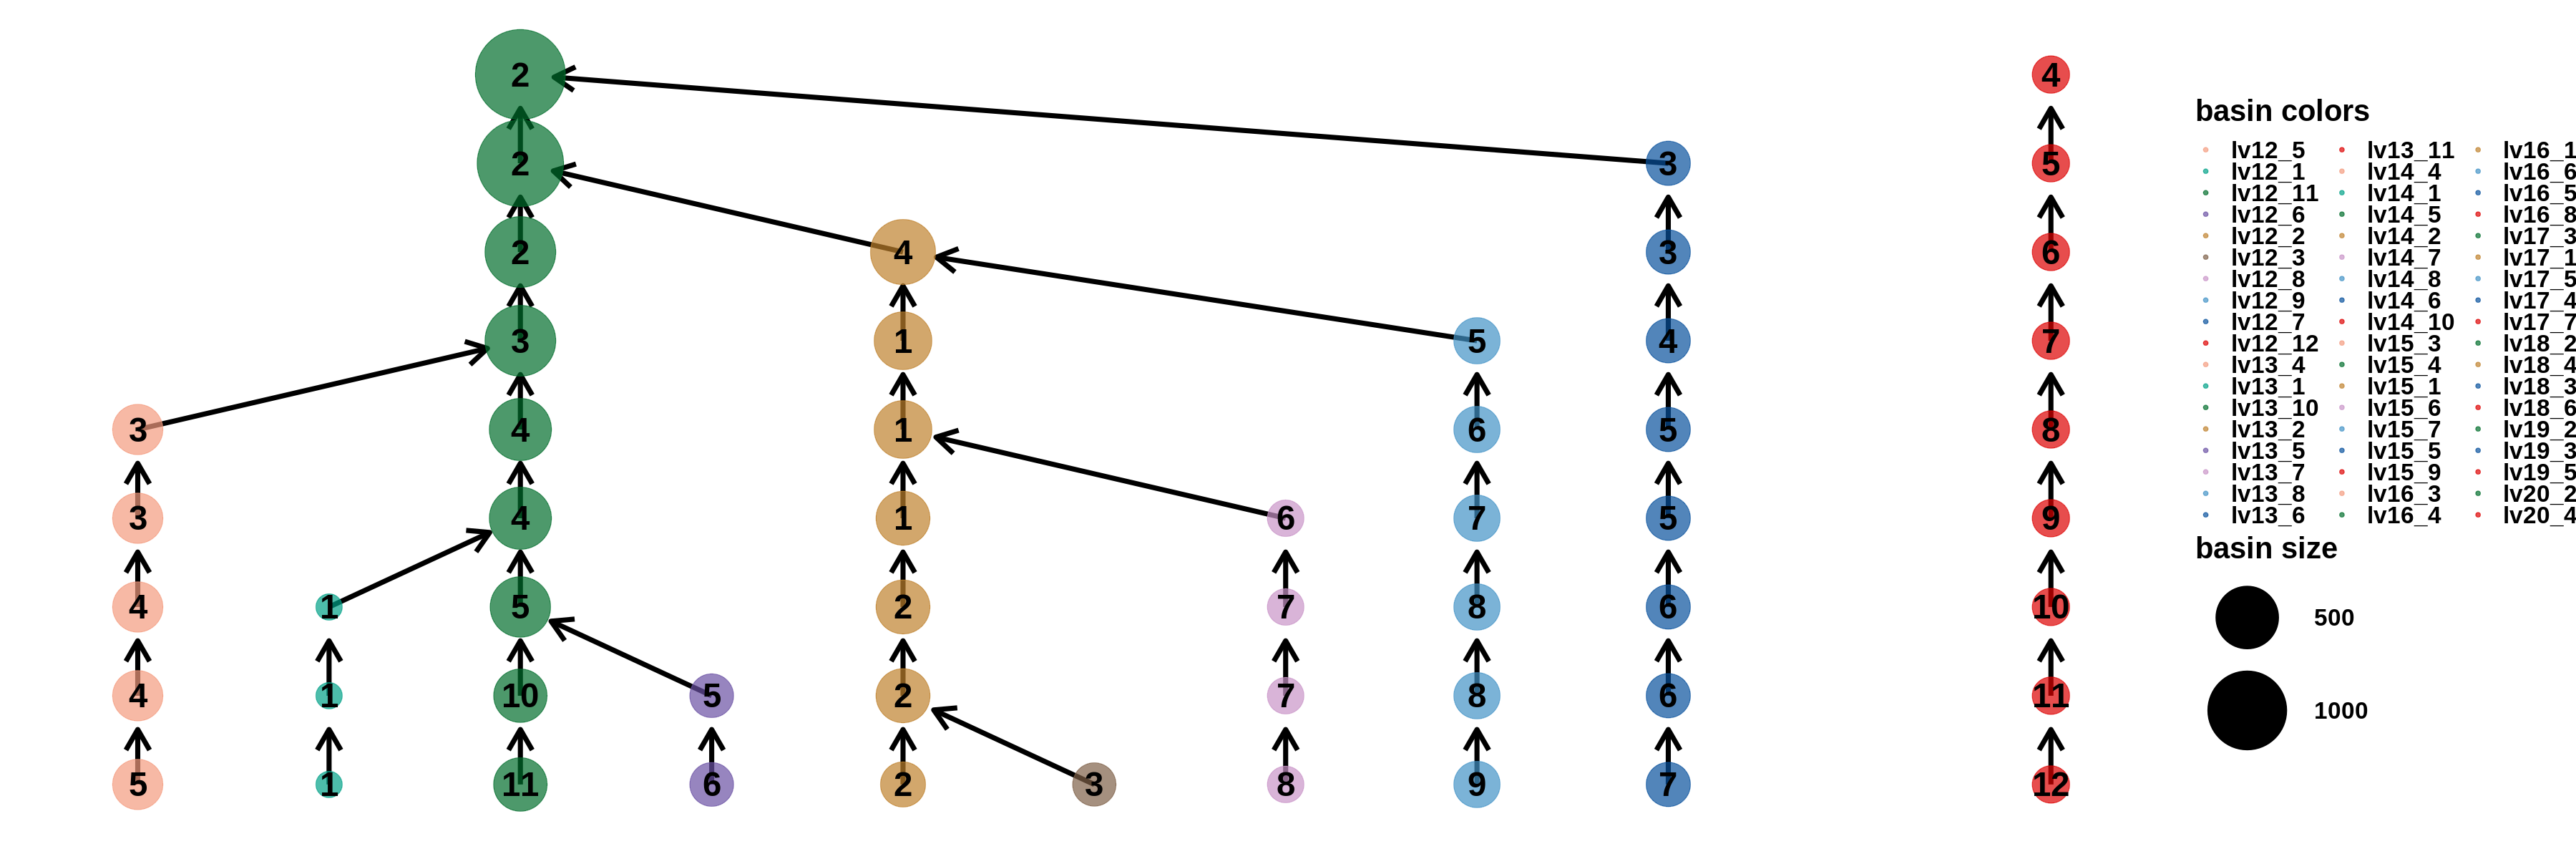 2 4
2 3 5
2 4 3 6
3 1 5 4 7
3 4 1 6 5 8
3 4 1 6 7 5 9
4 1 5 2 7 8 6 10
4 1 10 5 2 7 8 6 11
5 1 11 6 2 3 8 9 7 12
basin colors
lv12_5 lv13_11 lv16_1
lv12_1 lv14_4 lv16_6
lv12_11 lv14_1 lv16_5
lv12_6 lv14_5 lv16_8
lv12_2 lv14_2 lv17_3
lv12_3 lv14_7 lv17_1
lv12_8 lv14_8 lv17_5
lv12_9 lv14_6 lv17_4
lv12_7 lv14_10 lv17_7
lv12_12 lv15_3 lv18_2
lv13_4 lv15_4 lv18_4
lv13_1 lv15_1 lv18_3
lv13_10 lv15_6 lv18_6
lv13_2 lv15_7 lv19_2
lv13_5 lv15_5 lv19_3
lv13_7 lv15_9 lv19_5
lv13_8 lv16_3 lv20_2
lv13_6 lv16_4 lv20_4
basin size
500
1000